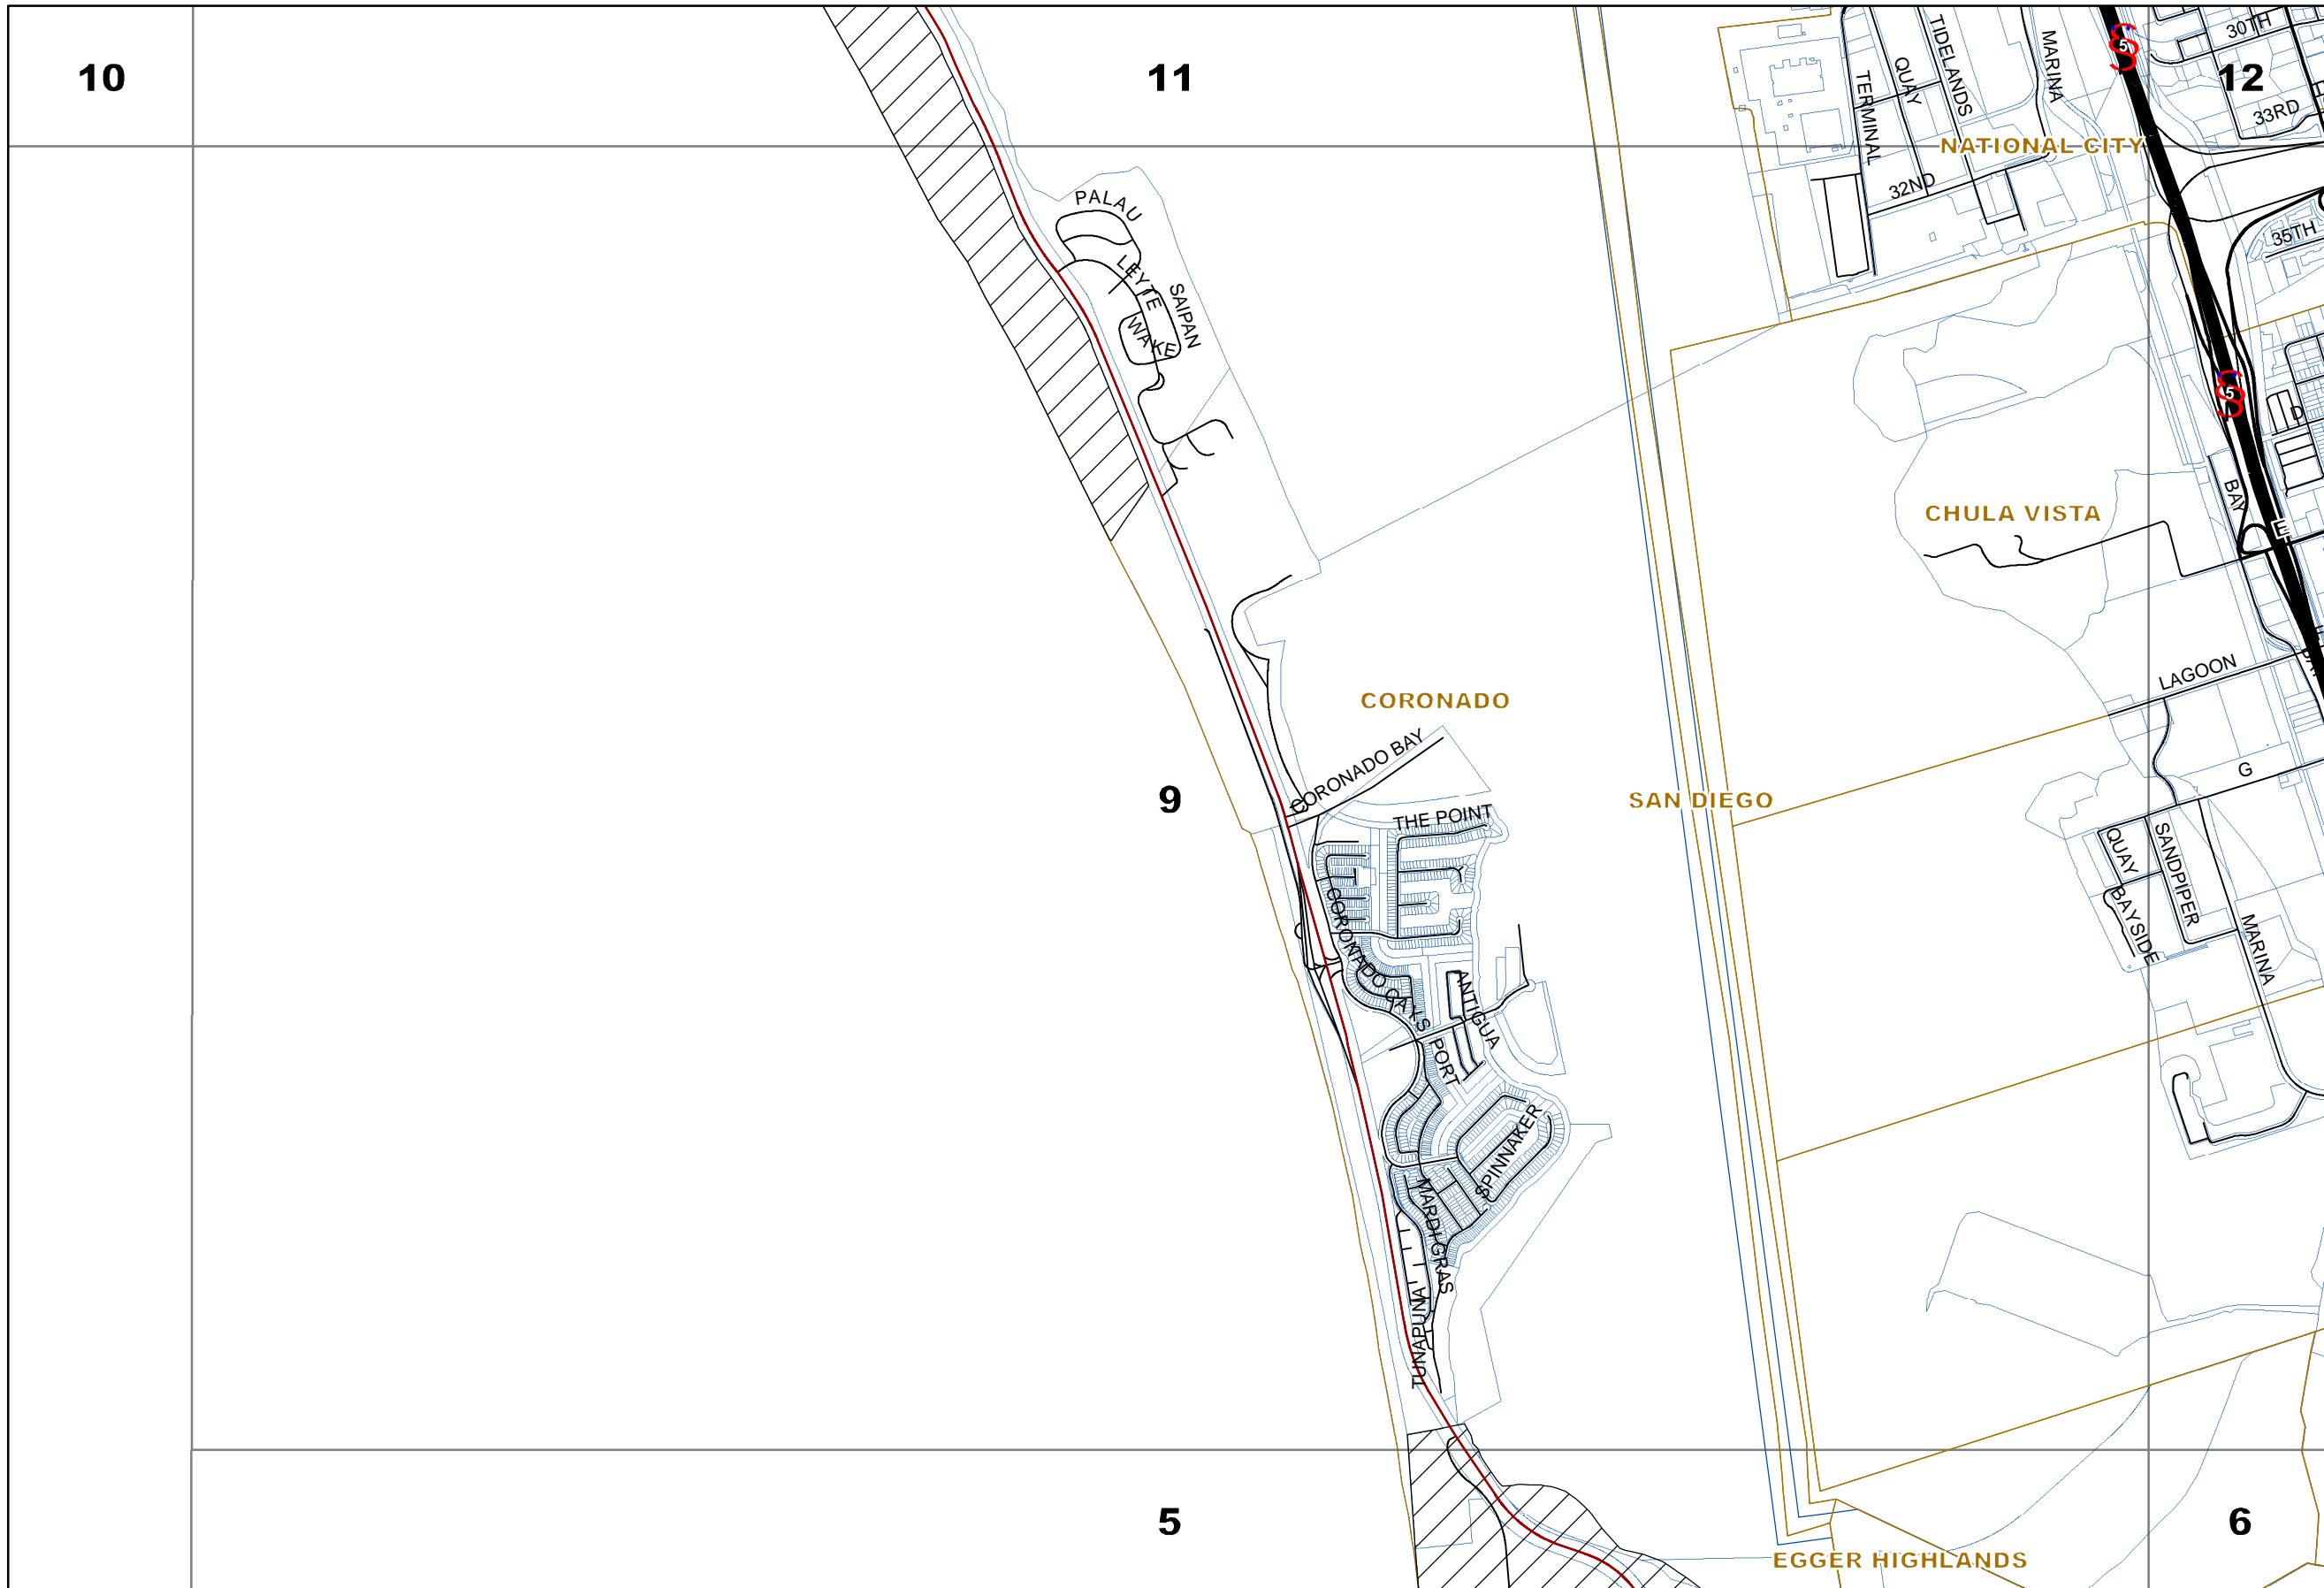 10
11
12
30TH
33RD
TIDELANDS
QUAY
MARINA
TERMINAL
5
NATIONAL CITY
32ND
35TH
PALAU
LEYTE
SAIPAN
WAKE
5
D
BAY
E
CHULA VISTA
LAGOON
G
CORONADO
CORONADO BAY
THE POINT
9
SAN DIEGO
QUAY
SANDPIPER
BAYSIDE
MARINA
CORONADO CAYS
ANTIGUA
PORT
SPINNAKER
MARDI GRAS
TUNAPUNA
5
6
EGGER HIGHLANDS